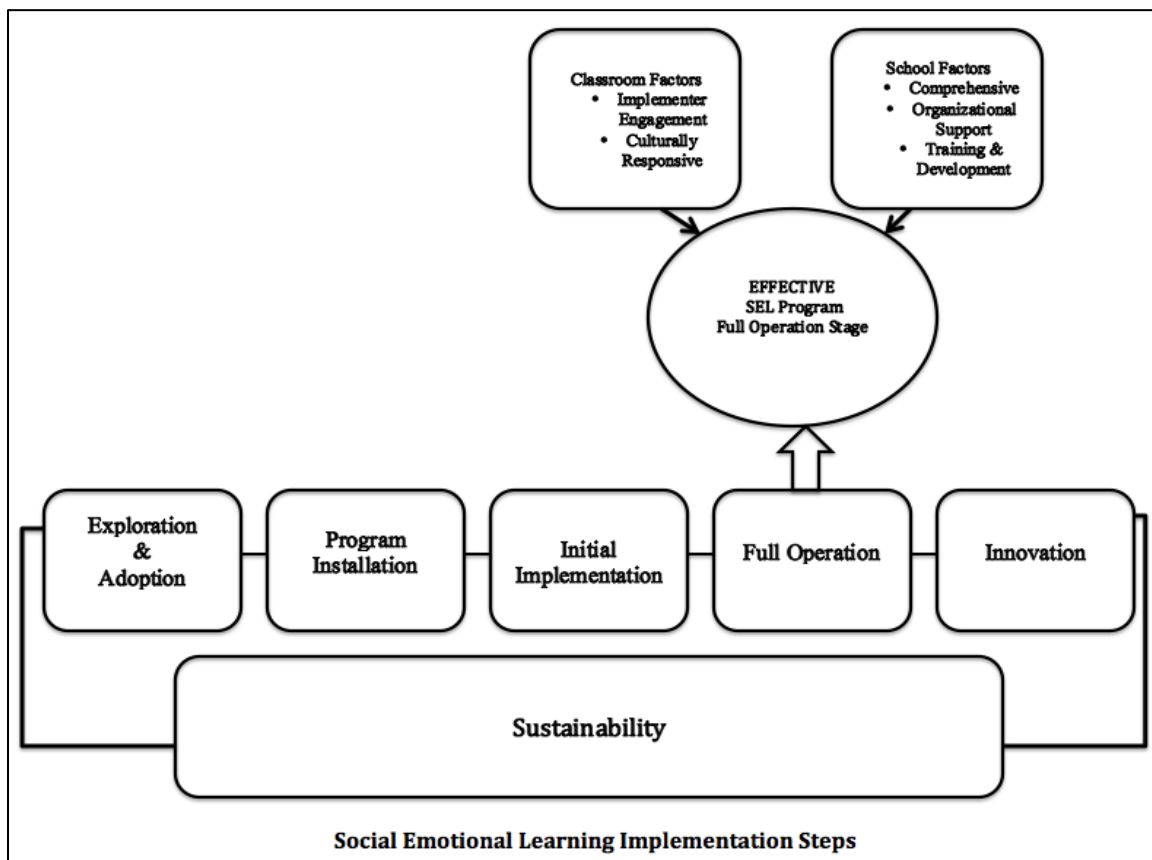 Classroom Factors
• Implementer
Engagement
• Culturally
Responsive
School Factors
• Comprehensive
• Organizational
Support
• Training &
Development
EFFECTIVE
SEL Program
Full Operation Stage
Exploration
&
Adoption
Program
Installation
Initial
Implementation
Full Operation
Innovation
Sustainability
Social Emotional Learning Implementation Steps